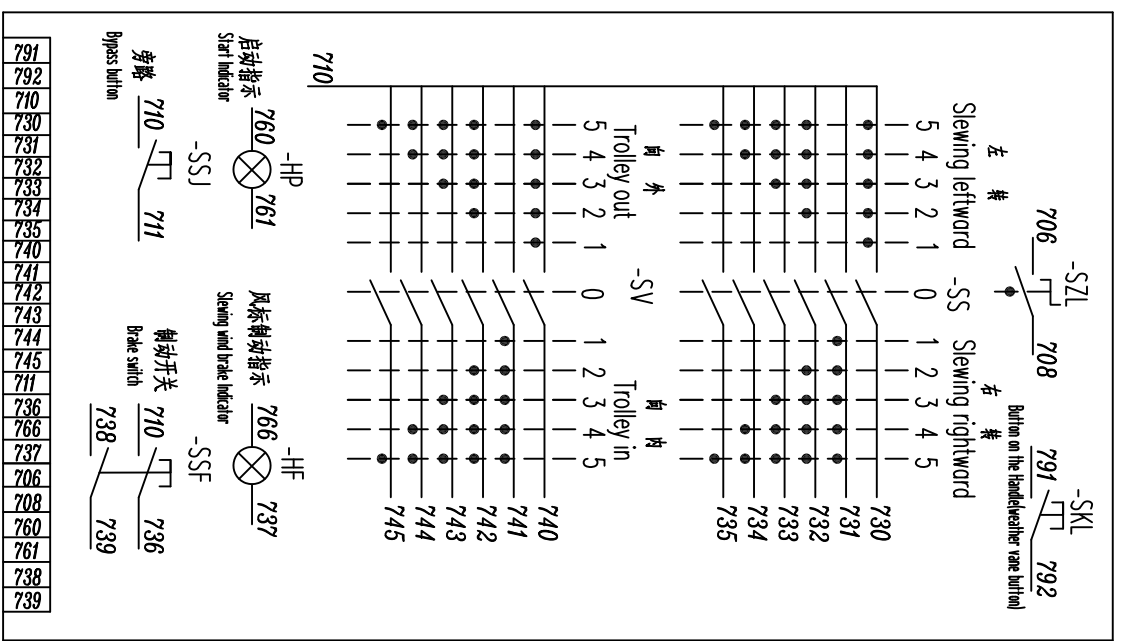 -SZL
706
708
-SKL
791
792
Button on the Handle(weather vane button)
左 转
Slewing leftward
右 转
Slewing rightward
5 4 3 2 1 0 1 2 3 4 5
-SS
730
731
732
733
734
735
向 外
Trolley out
向 内
Trolley in
5 4 3 2 1 0 1 2 3 4 5
-SV
740
741
742
743
744
745
710
启动指示
Start Indicator
760
-HP
761
风标制动指示
Slewing wind brake Indicator
766
-HF
737
旁路
Bypass button
710
-SSJ
711
制动开关
Brake switch
710
-SSF
736
738
739
791
792
710
730
731
732
733
734
735
740
741
742
743
744
745
711
736
766
737
706
708
760
761
738
739